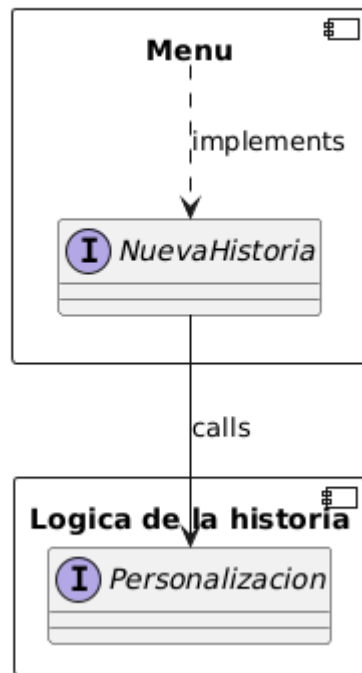 Menu
implements
I NuevaHistoria
calls
Logica de la historia
I Personalizacion